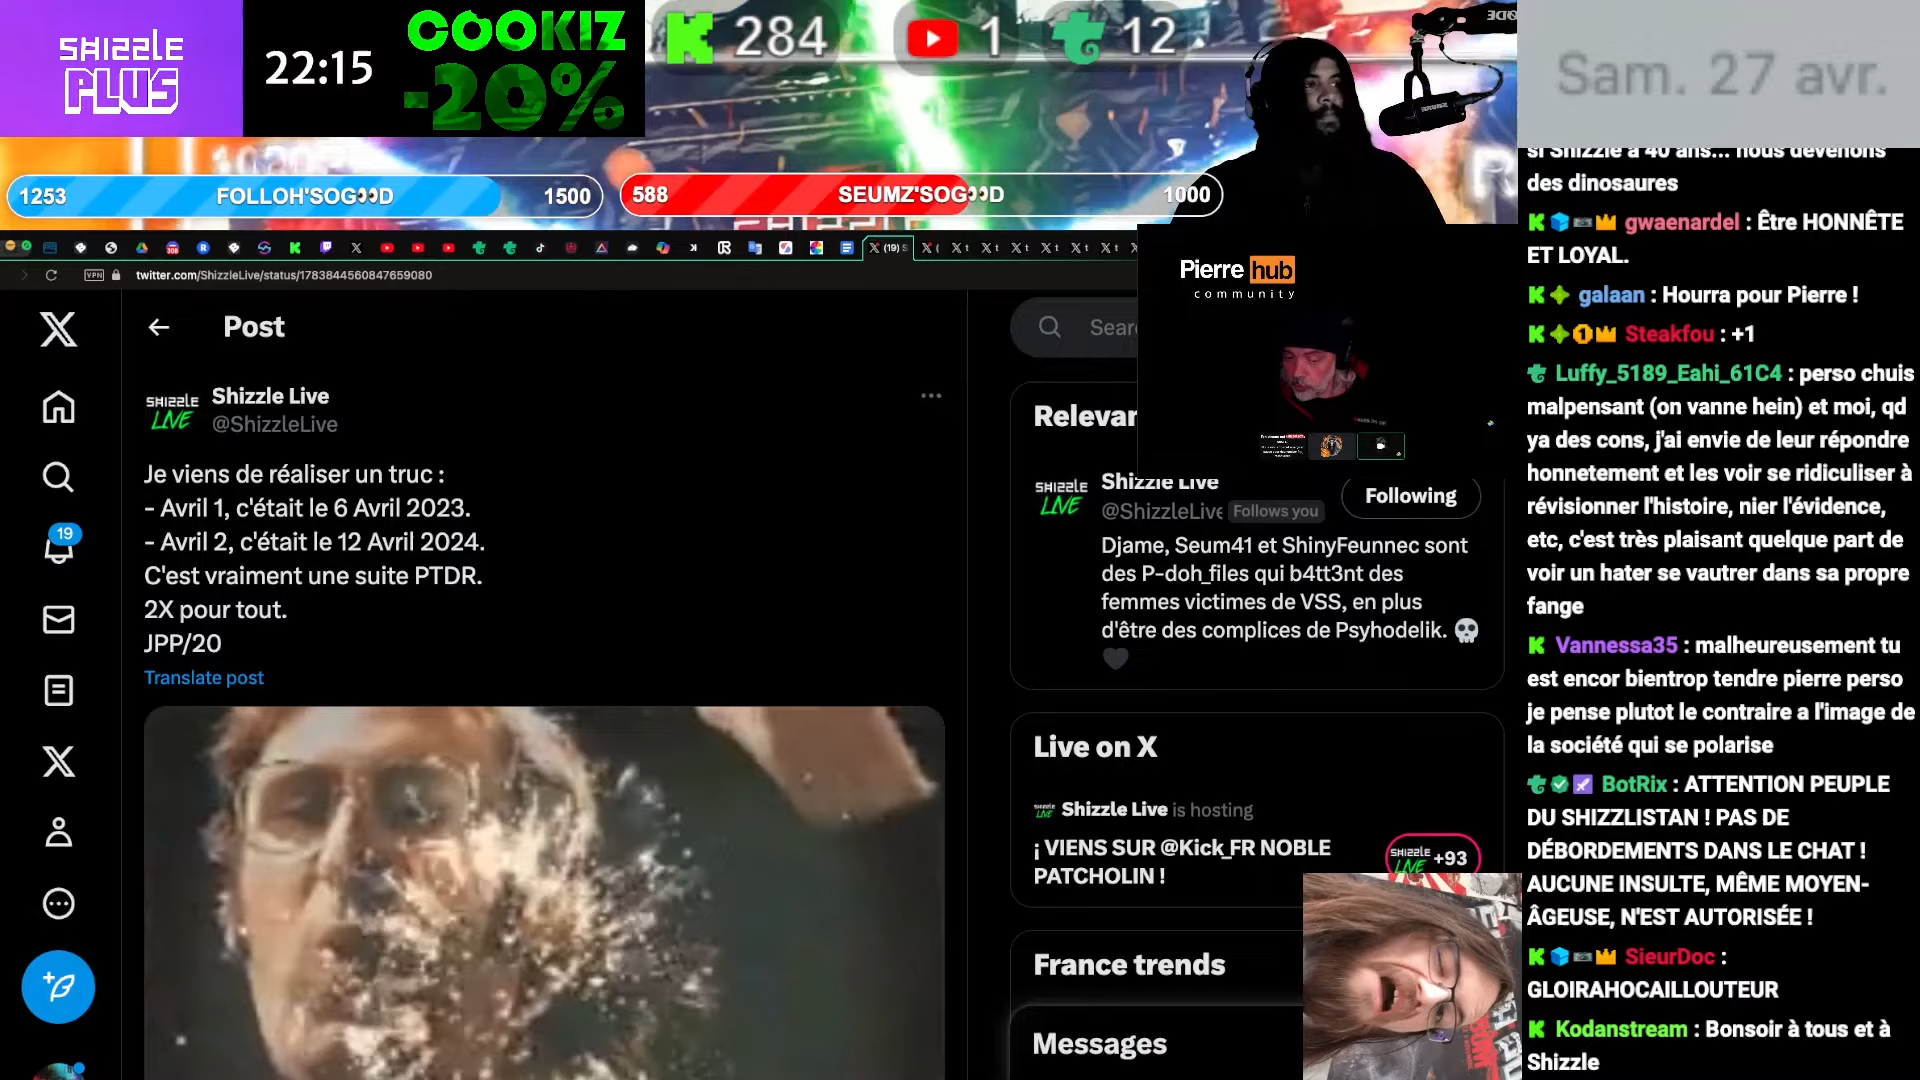 SHIZZLE
PLUS
22:15
COOKIZ
-20%
284
1
12
Sam. 27 avr.
1253
FOLLOH'SOG👀D
1500
588
SEUMZ'SOG👀D
1000
twitter.com/ShizzleLive/status/1783844560847659080
Post
Shizzle Live
@ShizzleLive
Je viens de réaliser un truc :
- Avril 1, c'était le 6 Avril 2023.
- Avril 2, c'était le 12 Avril 2024.
C'est vraiment une suite PTDR.
2X pour tout.
JPP/20
Translate post
19
Pierre hub
community
SHIZZLE
LIVE
Shizzle Live
@ShizzleLive
Follows you
Following
Djame, Seum41 et ShinyFeunnec sont
des P-doh_files qui b4tt3nt des
femmes victimes de VSS, en plus
d'être des complices de Psyhodelik. 💀
🖤
Live on X
Shizzle Live is hosting
¡ VIENS SUR @Kick_FR NOBLE
PATCHOLIN !
+93
France trends
Messages
si Shizzle a 40 ans... nous devenons
des dinosaures
gwaenardel : Être HONNÊTE
ET LOYAL.
galaan : Hourra pour Pierre !
Steakfou : +1
Luffy_5189_Eahi_61C4 : perso chuis
malpensant (on vanne hein) et moi, qd
ya des cons, j'ai envie de leur répondre
honnetement et les voir se ridiculiser à
révisionner l'histoire, nier l'évidence,
etc, c'est très plaisant quelque part de
voir un hater se vautrer dans sa propre
fange
Vannessa35 : malheureusement tu
est encor bientrop tendre pierre perso
je pense plutot le contraire a l'image de
la société qui se polarise
BotRix : ATTENTION PEUPLE
DU SHIZZLISTAN ! PAS DE
DÉBORDEMENTS DANS LE CHAT !
AUCUNE INSULTE, MÊME MOYEN-
ÂGEUSE, N'EST AUTORISÉE !
SieurDoc :
GLOIRAHOCAILLOUTEUR
Kodanstream : Bonsoir à tous et à
Shizzle